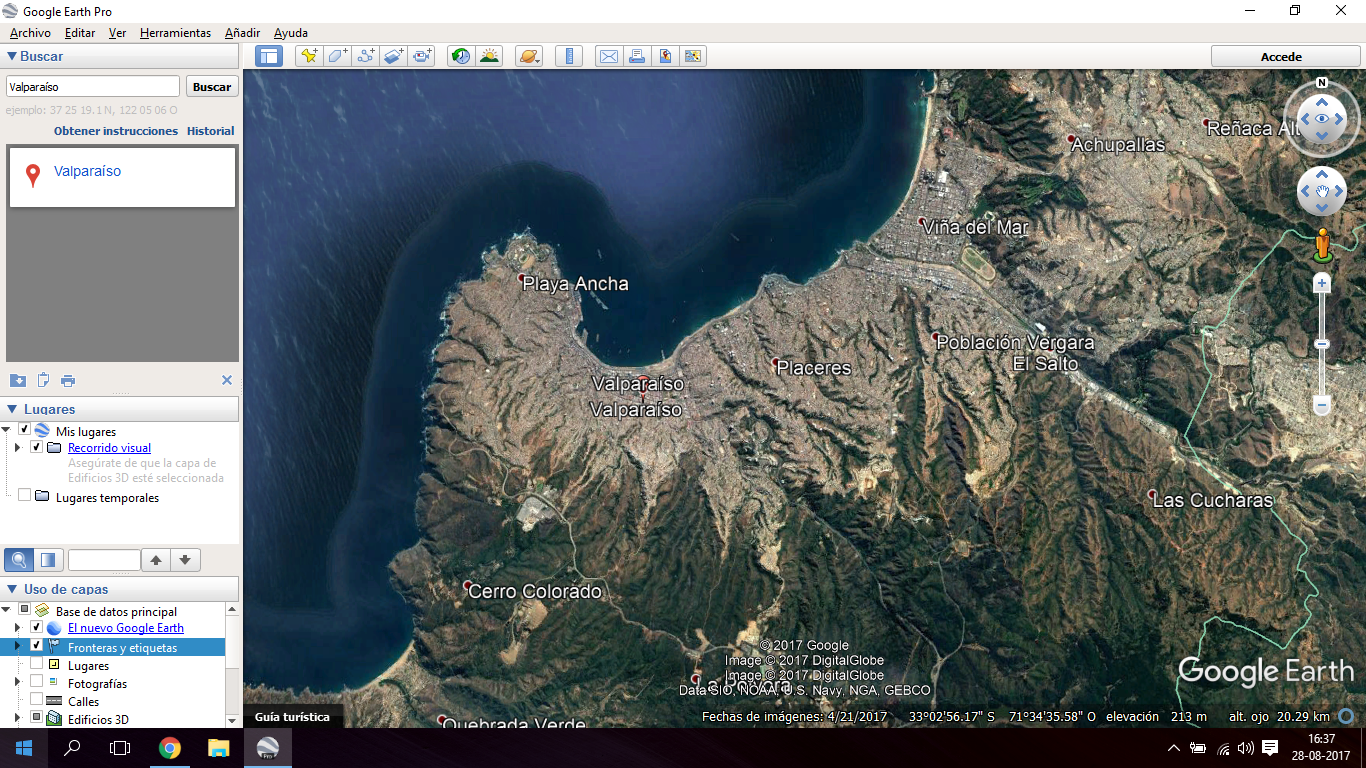 Google Earth Pro
Archivo Editar Ver Herramientas Añadir Ayuda
Buscar
Valparaíso
Buscar
ejemplo: 37 25 19.1 N, 122 05 06 O
Obtener instrucciones Historial
Valparaíso
Lugares
Mis lugares
Recorrido visual
Asegúrate de que la capa de
Edificios 3D esté seleccionada
Lugares temporales
Uso de capas
Base de datos principal
El nuevo Google Earth
Fronteras y etiquetas
Lugares
Fotografías
Calles
Edificios 3D
Accede
N
Reñaca Alt
Achupallas
Viña del Mar
Playa Ancha
Población Vergara
El Salto
Placeres
Valparaíso
Valparaíso
Las Cucharas
Cerro Colorado
© 2017 Google
Image © 2017 DigitalGlobe
Image © 2017 DigitalGlobe
Data SIO, NOAA, U.S. Navy, NGA, GEBCO
Google Earth
Quebrada Verde
Guía turística
Fechas de imágenes: 4/21/2017 33°02'56.17" S 71°34'35.58" O elevación 213 m alt. ojo 20.29 km
Pro
16:37
28-08-2017